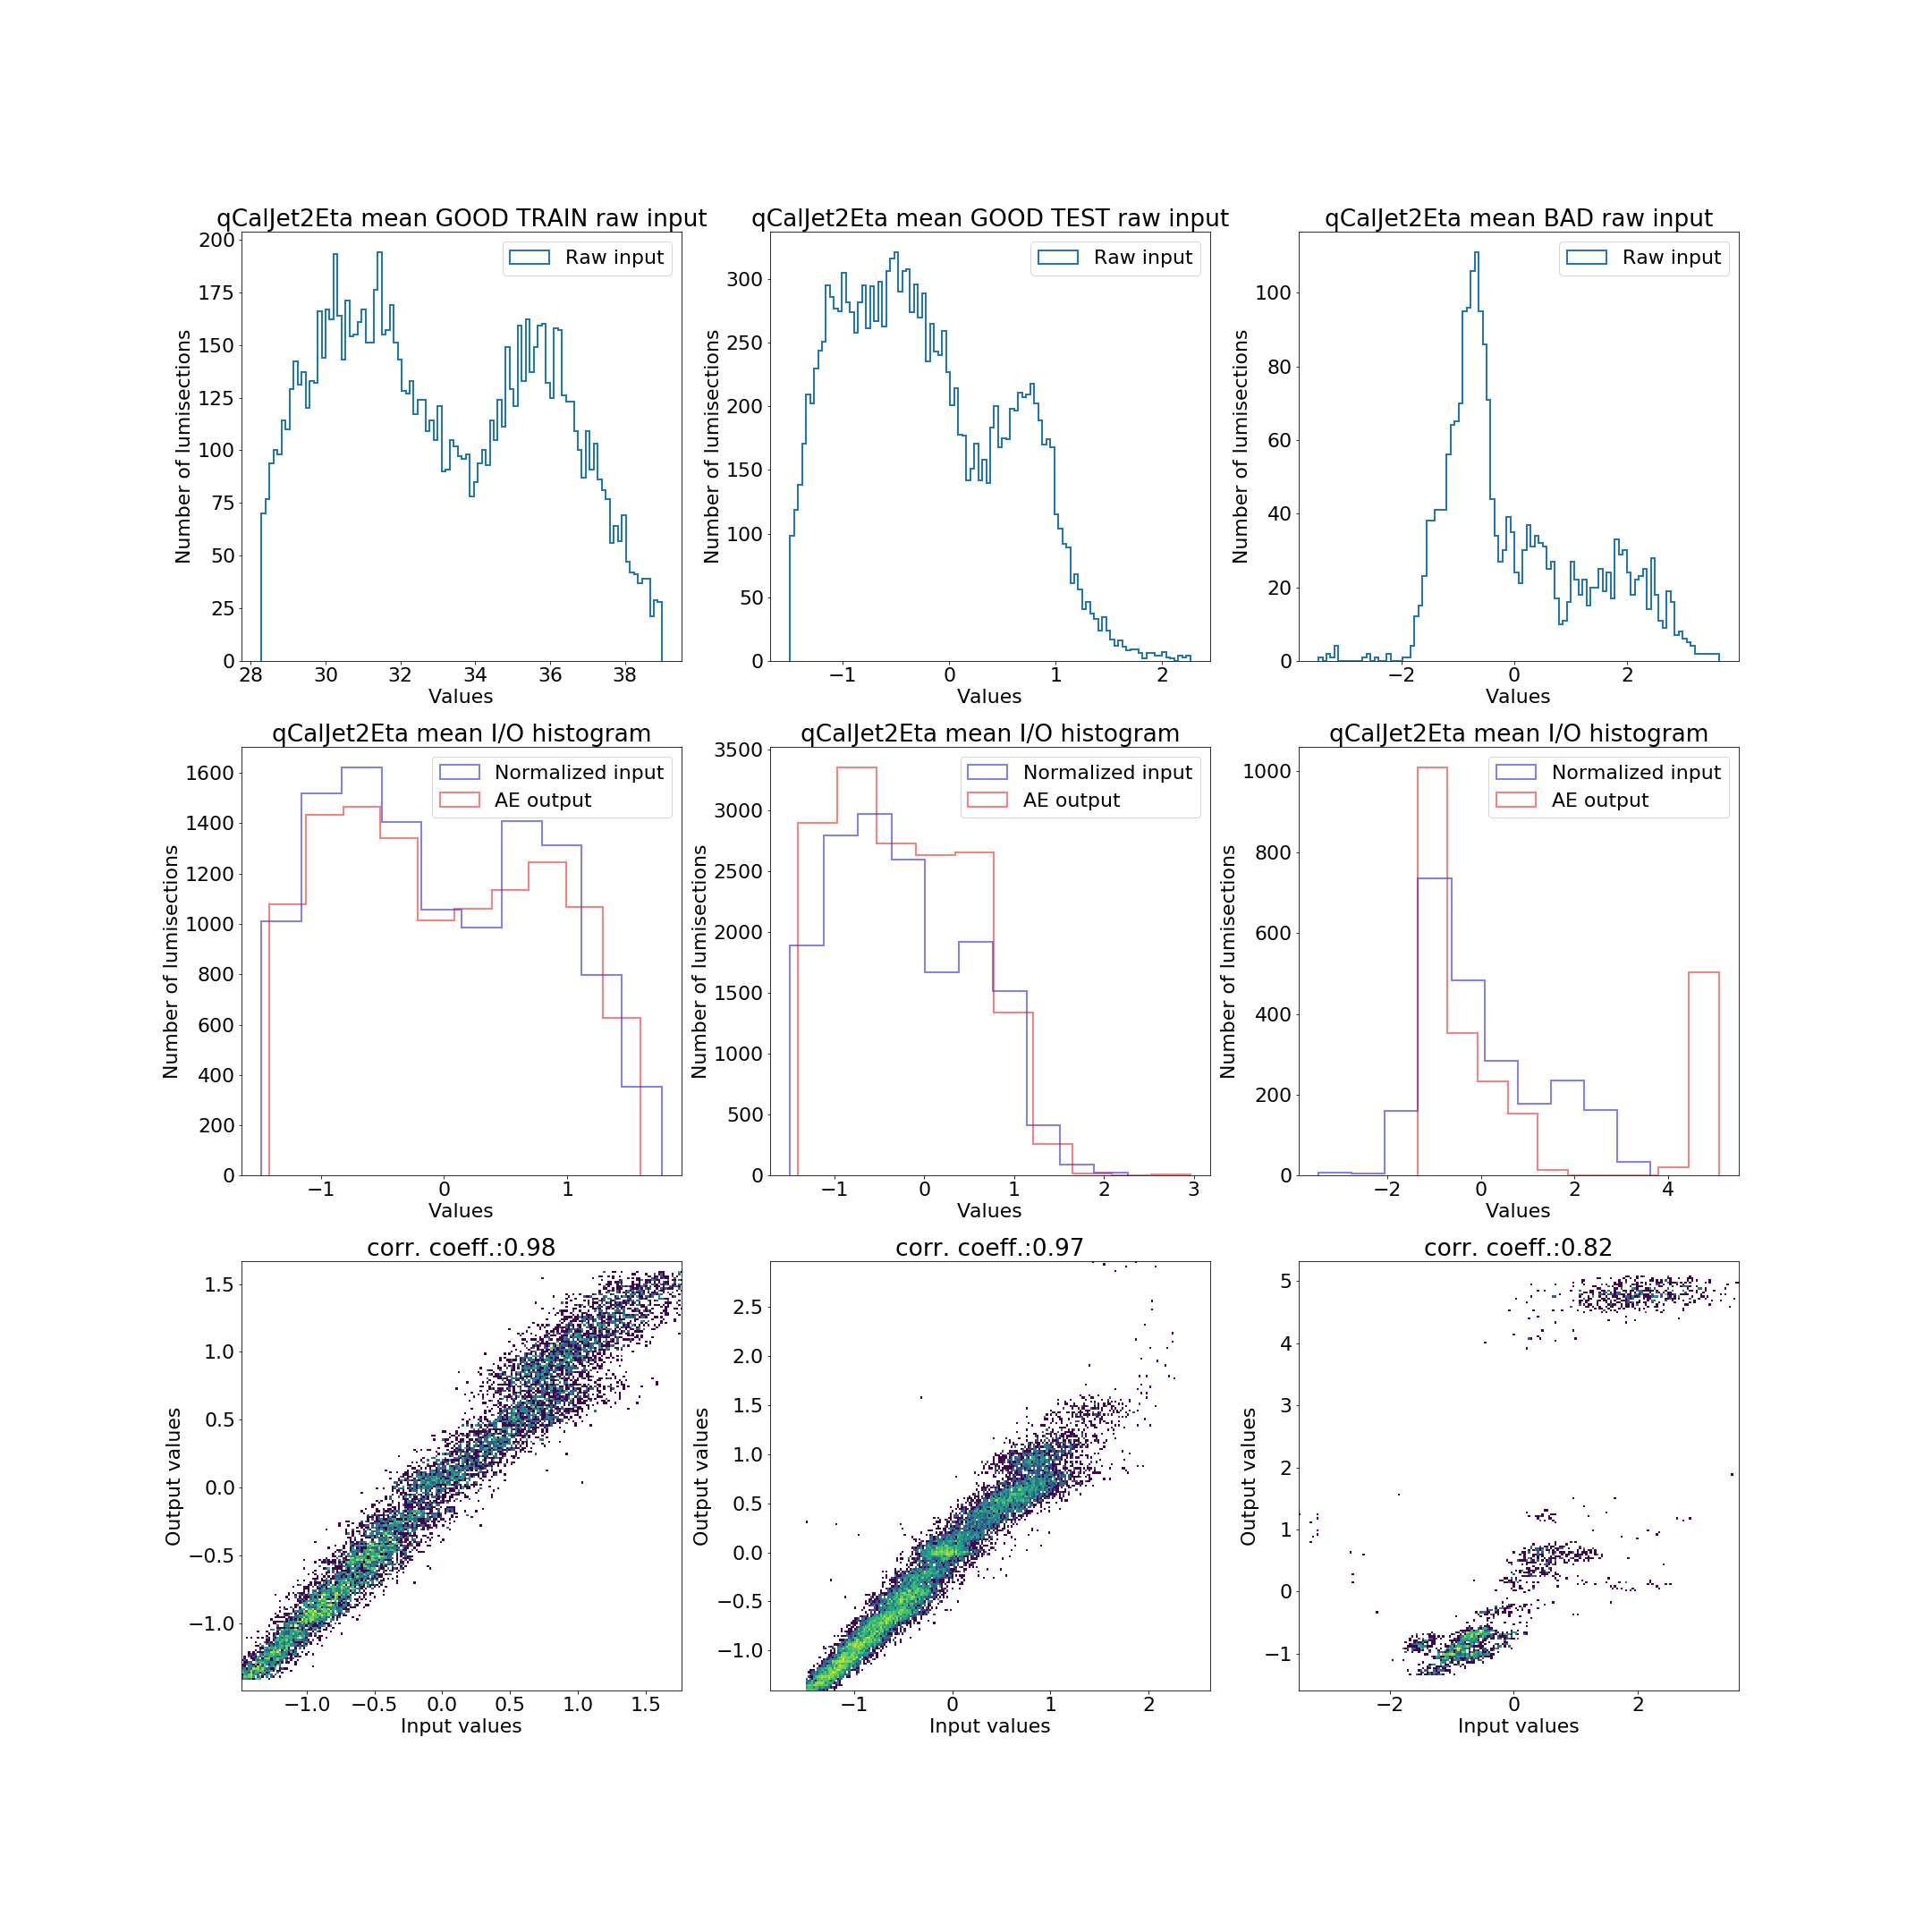 qCalJet2Eta mean GOOD TRAIN raw input
qCalJet2Eta mean GOOD TEST raw input
qCalJet2Eta mean BAD raw input
200
175
150
125
100
75
50
25
0
Number of lumisections
Raw input
28 30 32 34 36 38
Values
300
250
200
150
100
50
0
Number of lumisections
Raw input
−1 0 1 2
Values
100
80
60
40
20
0
Number of lumisections
Raw input
−2 0 2
Values
qCalJet2Eta mean I/O histogram
qCalJet2Eta mean I/O histogram
qCalJet2Eta mean I/O histogram
1600
1400
1200
1000
800
600
400
200
0
Number of lumisections
Normalized input
AE output
−1 0 1
Values
3500
3000
2500
2000
1500
1000
500
0
Number of lumisections
Normalized input
AE output
−1 0 1 2 3
Values
1000
800
600
400
200
0
Number of lumisections
Normalized input
AE output
−2 0 2 4
Values
corr. coeff.:0.98
corr. coeff.:0.97
corr. coeff.:0.82
1.5
1.0
0.5
0.0
−0.5
−1.0
Output values
−1.0 −0.5 0.0 0.5 1.0 1.5
Input values
2.5
2.0
1.5
1.0
0.5
0.0
−0.5
−1.0
Output values
−1 0 1 2
Input values
5
4
3
2
1
0
−1
Output values
−2 0 2
Input values